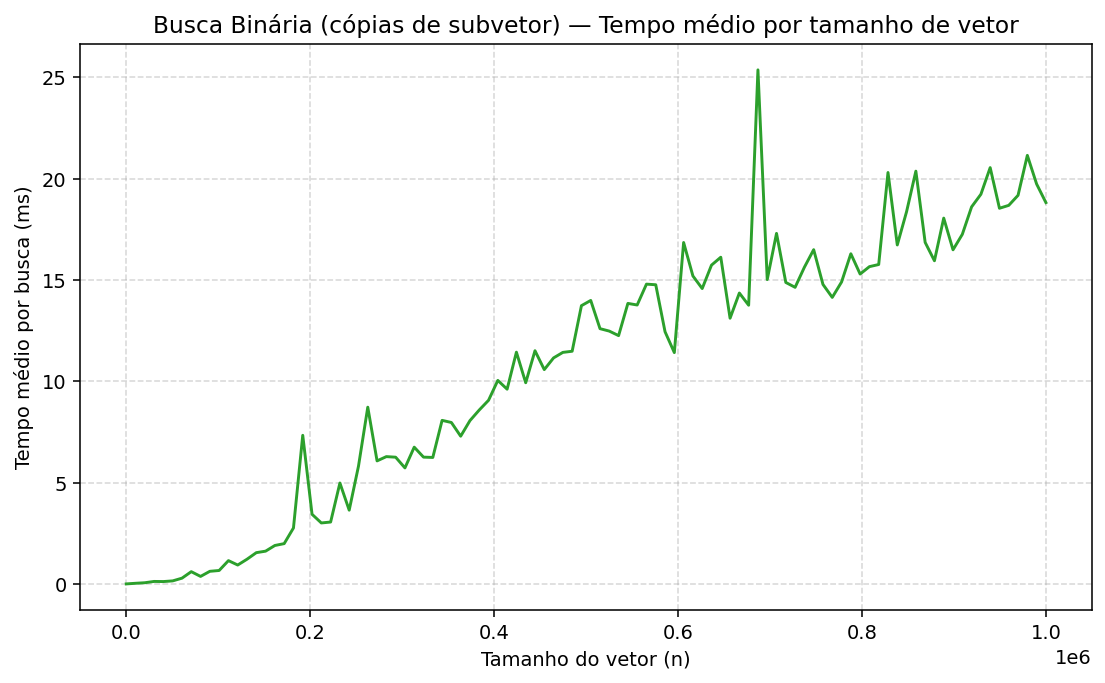 Busca Binária (cópias de subvetor) — Tempo médio por tamanho de vetor
Tempo médio por busca (ms)
25
20
15
10
5
0
0.0 0.2 0.4 0.6 0.8 1.0
1e6
Tamanho do vetor (n)